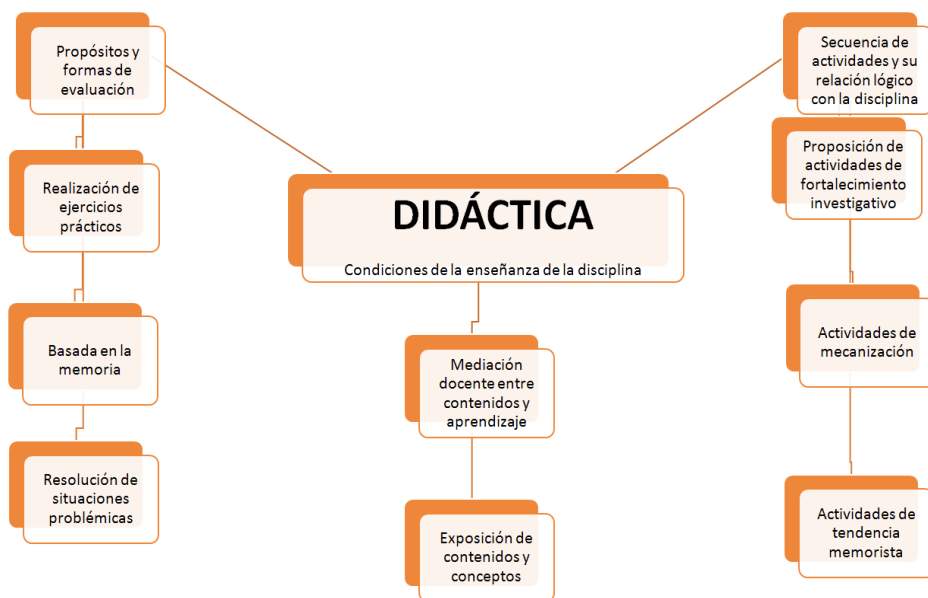 Propósitos y
formas de
evaluación
Realización de
ejercicios
prácticos
Basada en la
memoria
Resolución de
situaciones
problémicas
DIDÁCTICA
Condiciones de la enseñanza de la disciplina
Mediación
docente entre
contenidos y
aprendizaje
Exposición de
contenidos y
conceptos
Secuencia de
actividades y su
relación lógico
con la disciplina
Proposición de
actividades de
fortalecimiento
investigativo
Actividades de
mecanización
Actividades de
tendencia
memorista